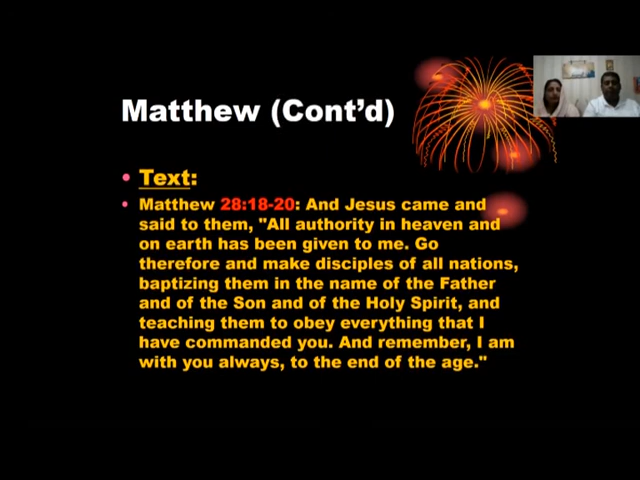 Matthew (Cont’d)
• Text:
• Matthew 28:18-20: And Jesus came and
said to them, "All authority in heaven and
on earth has been given to me. Go
therefore and make disciples of all nations,
baptizing them in the name of the Father
and of the Son and of the Holy Spirit, and
teaching them to obey everything that I
have commanded you. And remember, I am
with you always, to the end of the age."